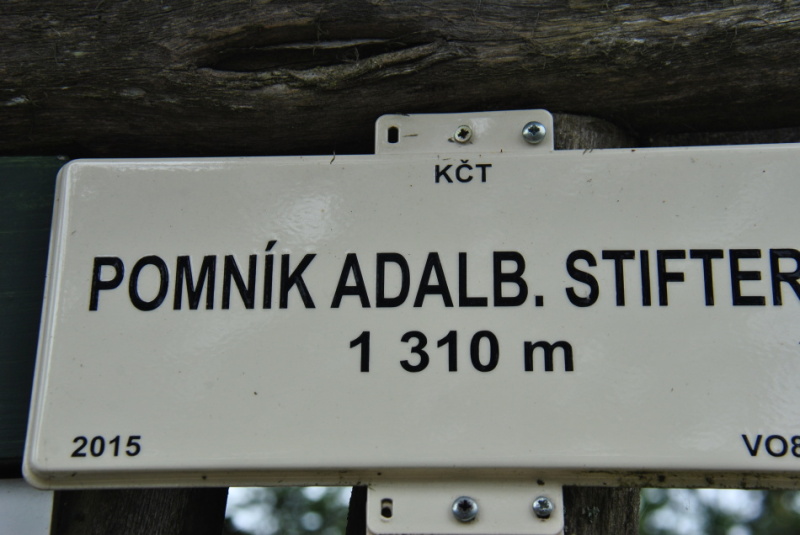 KČT
POMNÍK ADALB. STIFTER
1 310 m
2015 VO8